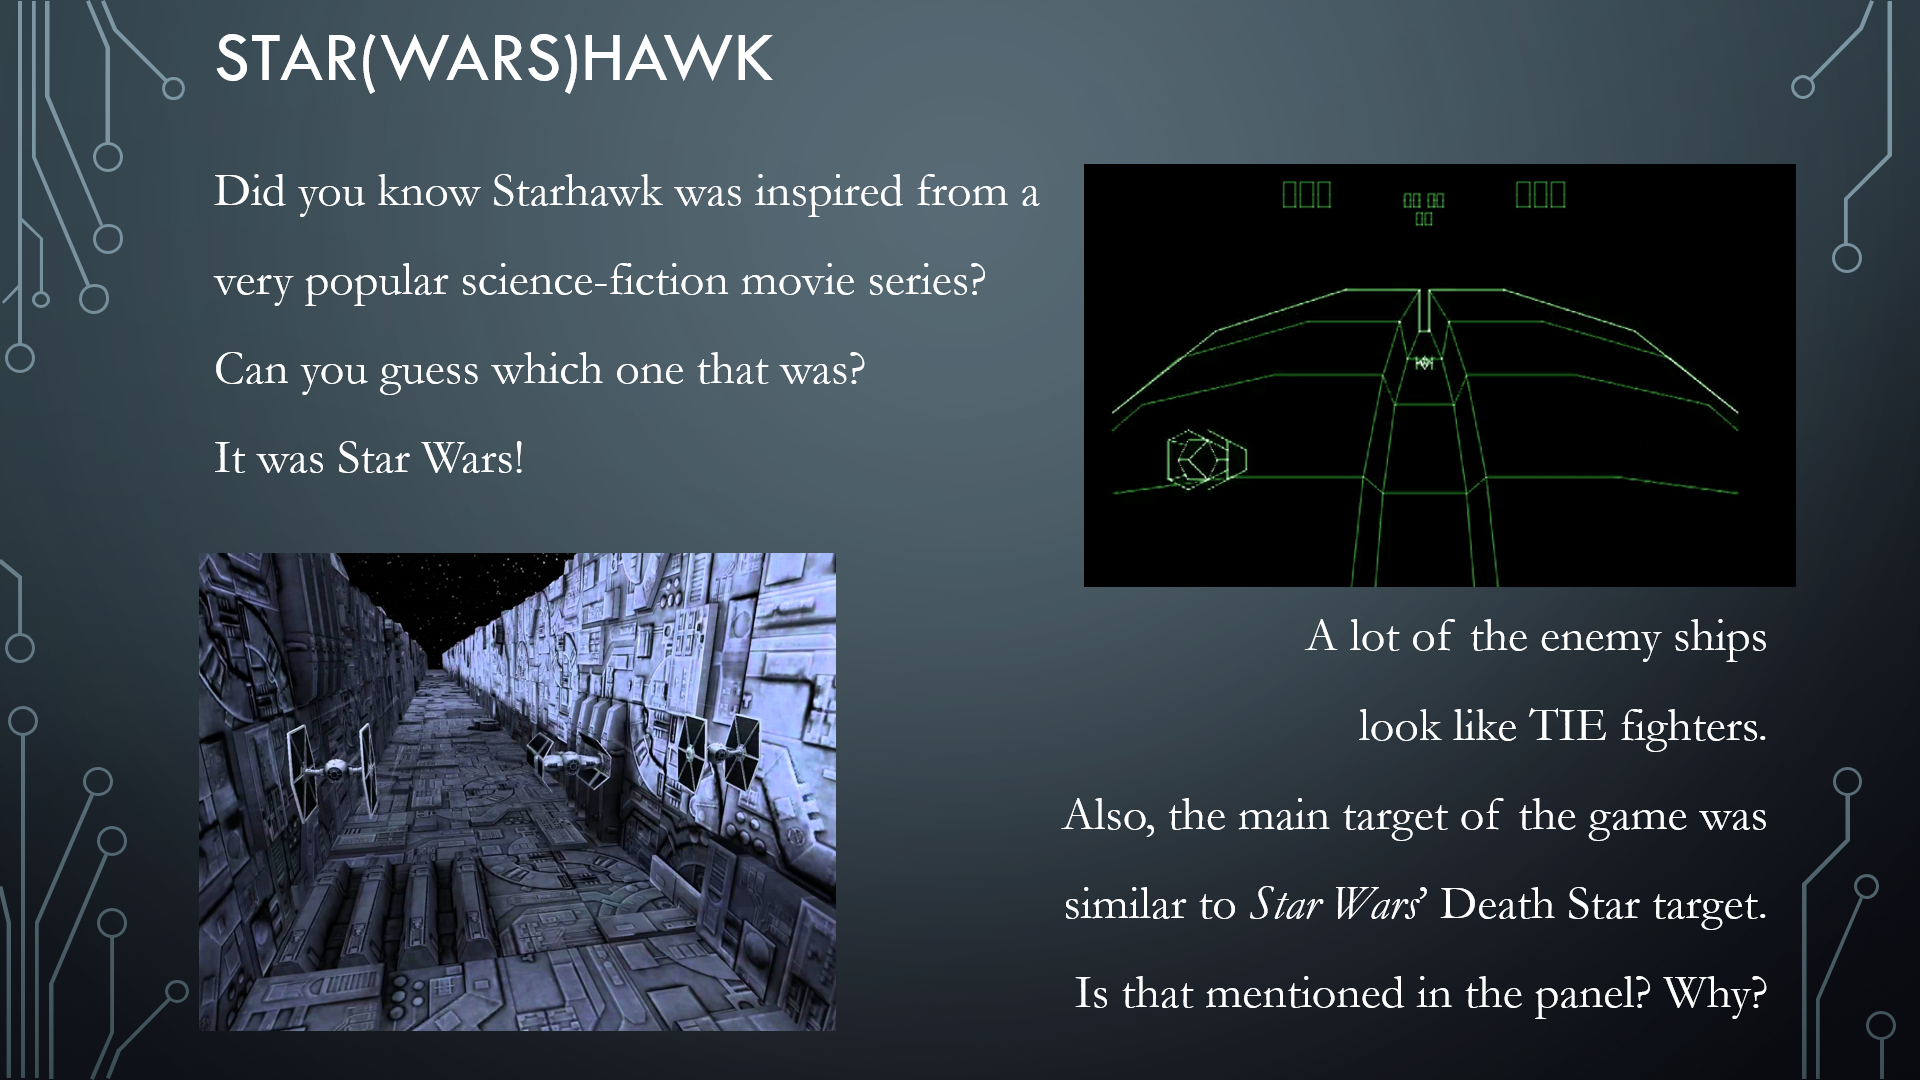 STAR(WARS)HAWK
Did you know Starhawk was inspired from a
very popular science-fiction movie series?
Can you guess which one that was?
It was Star Wars!
A lot of the enemy ships
look like TIE fighters.
Also, the main target of the game was
similar to Star Wars’ Death Star target.
Is that mentioned in the panel? Why?